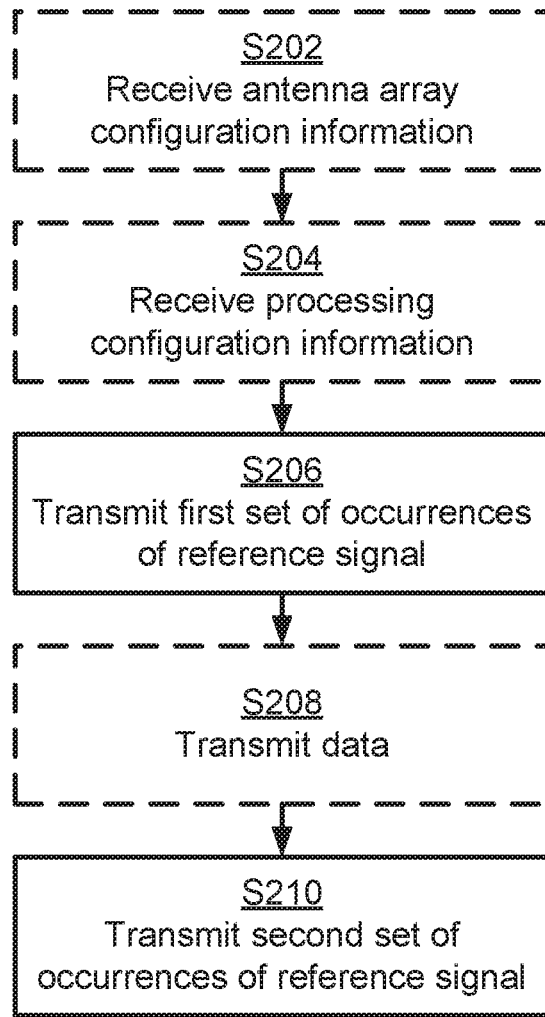 S202
Receive antenna array
configuration information
S204
Receive processing
configuration information
S206
Transmit first set of occurrences
of reference signal
S208
Transmit data
S210
Transmit second set of
occurrences of reference signal